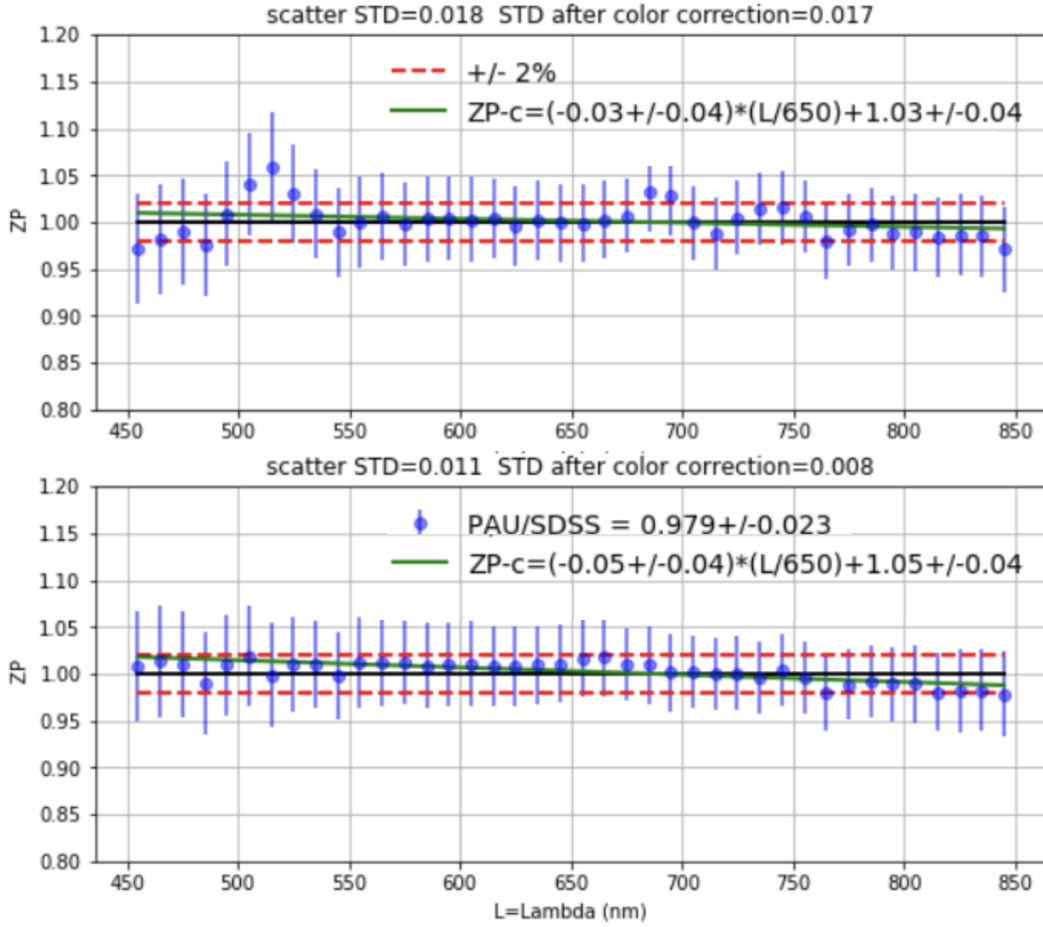 scatter STD=0.018 STD after color correction=0.017
1.20
1.15
1.10
1.05
1.00
0.95
0.90
0.85
0.80
ZP
+/- 2%
ZP-c=(-0.03+/-0.04)*(L/650)+1.03+/-0.04
450 500 550 600 650 700 750 800 850
scatter STD=0.011 STD after color correction=0.008
1.20
1.15
1.10
1.05
1.00
0.95
0.90
0.85
0.80
ZP
PAU/SDSS = 0.979+/-0.023
ZP-c=(-0.05+/-0.04)*(L/650)+1.05+/-0.04
450 500 550 600 650 700 750 800 850
L=Lambda (nm)